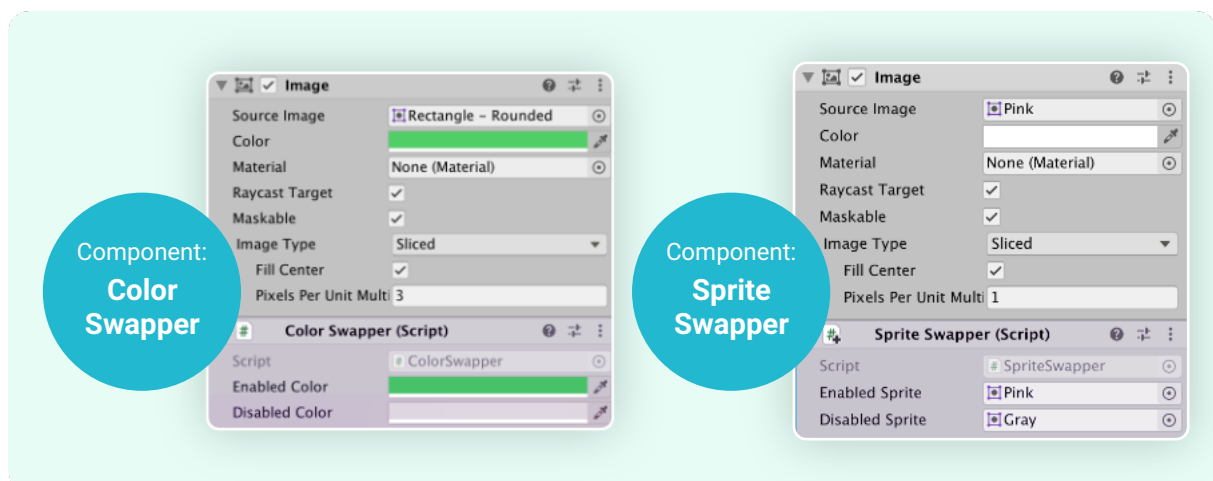 Image
Source Image Rectangle – Rounded
Color
Material None (Material)
Raycast Target
Maskable
Image Type Sliced
Fill Center
Pixels Per Unit Multi 3
# Color Swapper (Script)
Script # ColorSwapper
Enabled Color
Disabled Color
Component:
Color
Swapper
Image
Source Image Pink
Color
Material None (Material)
Raycast Target
Maskable
Image Type Sliced
Fill Center
Pixels Per Unit Multi 1
# Sprite Swapper (Script)
Script # SpriteSwapper
Enabled Sprite Pink
Disabled Sprite Gray
Component:
Sprite
Swapper